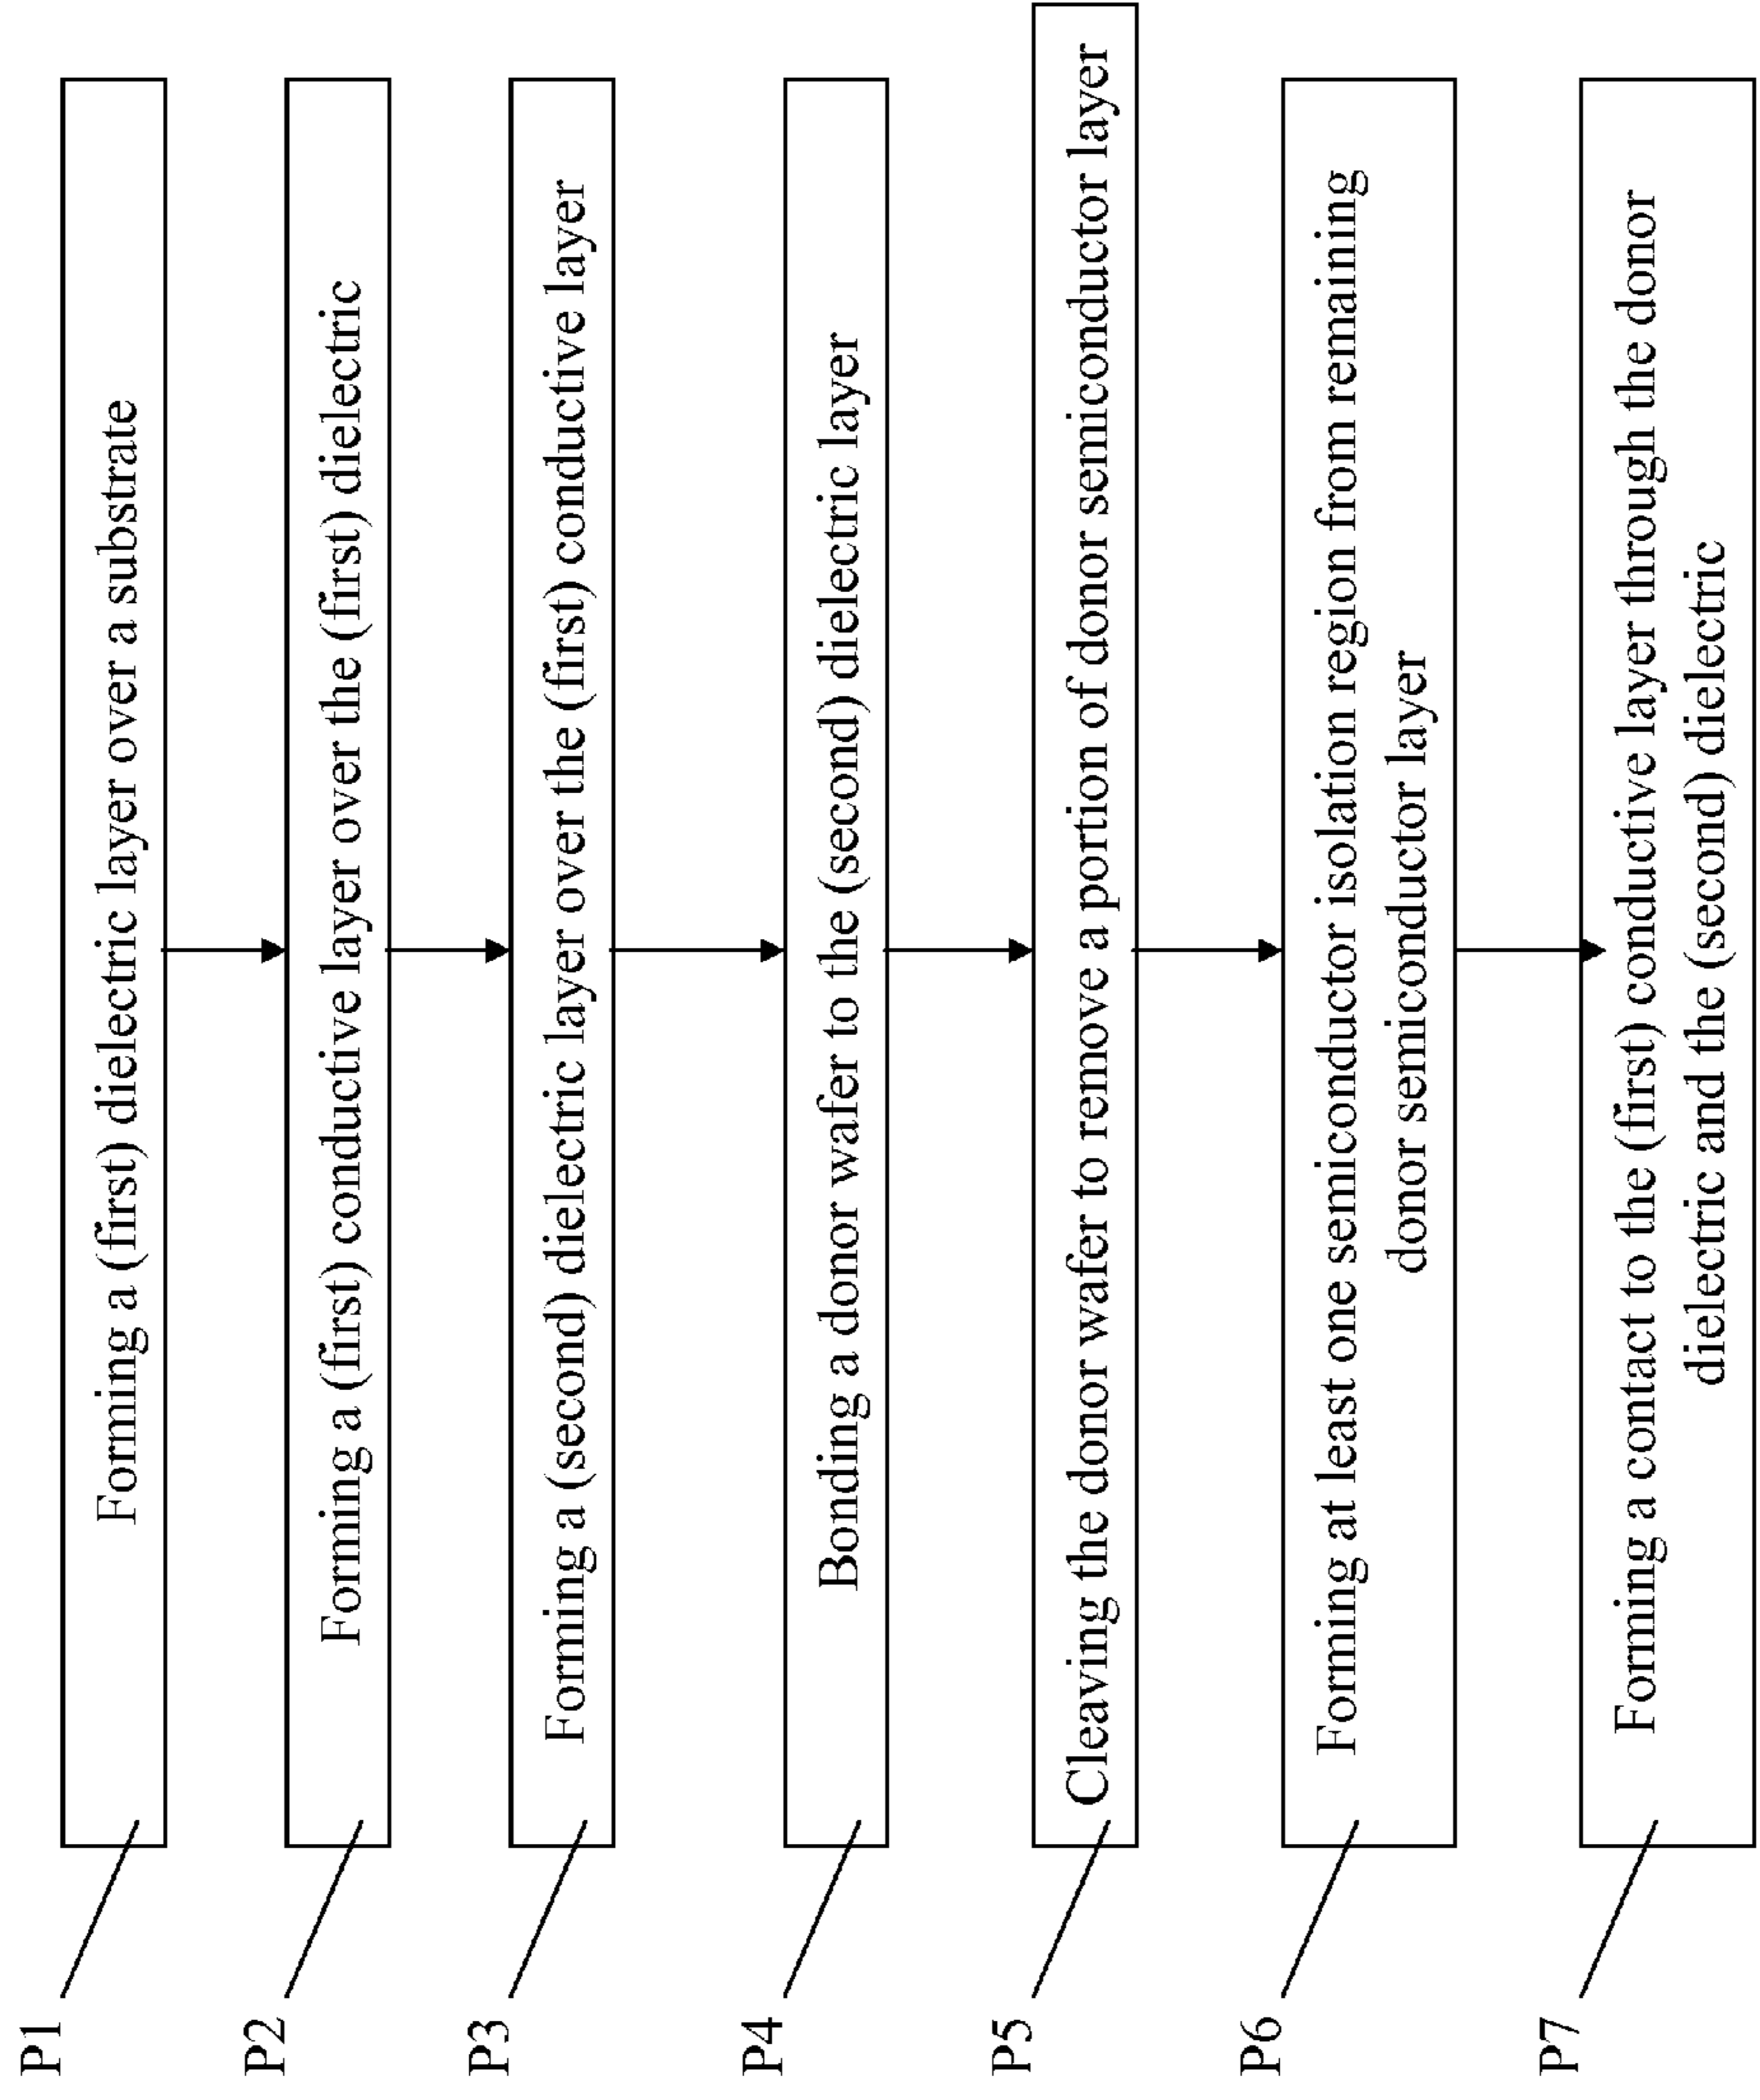 P1
Forming a (first) dielectric layer over a substrate
P2
Forming a (first) conductive layer over the (first) dielectric
P3
Forming a (second) dielectric layer over the (first) conductive layer
P4
Bonding a donor wafer to the (second) dielectric layer
P5
Cleaving the donor wafer to remove a portion of donor semiconductor layer
P6
Forming at least one semiconductor isolation region from remaining
donor semiconductor layer
P7
Forming a contact to the (first) conductive layer through the donor
dielectric and the (second) dielectric